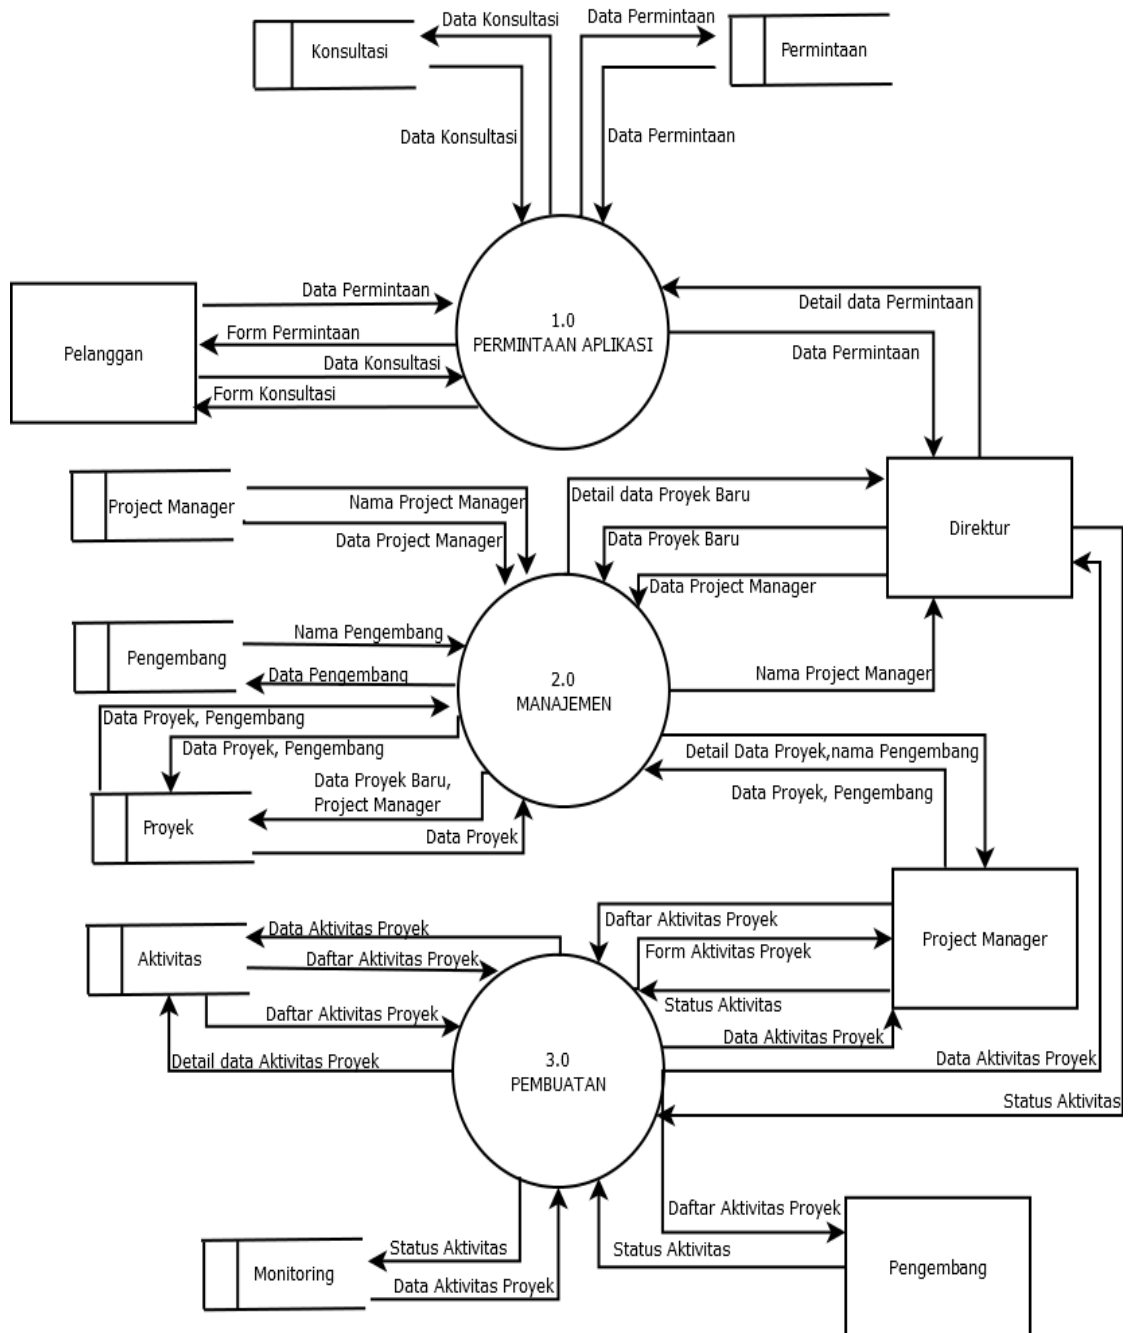 Data Konsultasi
Data Permintaan
Konsultasi
Permintaan
Data Konsultasi
Data Permintaan
Data Permintaan
Detail data Permintaan
Form Permintaan
1.0
PERMINTAAN APLIKASI
Pelanggan
Data Permintaan
Data Konsultasi
Form Konsultasi
Project Manager
Nama Project Manager
Data Project Manager
Detail data Proyek Baru
Data Proyek Baru
Direktur
Data Project Manager
Nama Pengembang
Pengembang
Data Pengembang
2.0
MANAJEMEN
Nama Project Manager
Data Proyek, Pengembang
Data Proyek, Pengembang
Detail Data Proyek,nama Pengembang
Data Proyek Baru,
Project Manager
Data Proyek, Pengembang
Proyek
Data Proyek
Data Aktivitas Proyek
Daftar Aktivitas Proyek
Aktivitas
Daftar Aktivitas Proyek
Form Aktivitas Proyek
Project Manager
Status Aktivitas
Daftar Aktivitas Proyek
Data Aktivitas Proyek
Detail data Aktivitas Proyek
3.0
PEMBUATAN
Data Aktivitas Proyek
Status Aktivitas
Daftar Aktivitas Proyek
Status Aktivitas
Status Aktivitas
Monitoring
Data Aktivitas Proyek
Pengembang